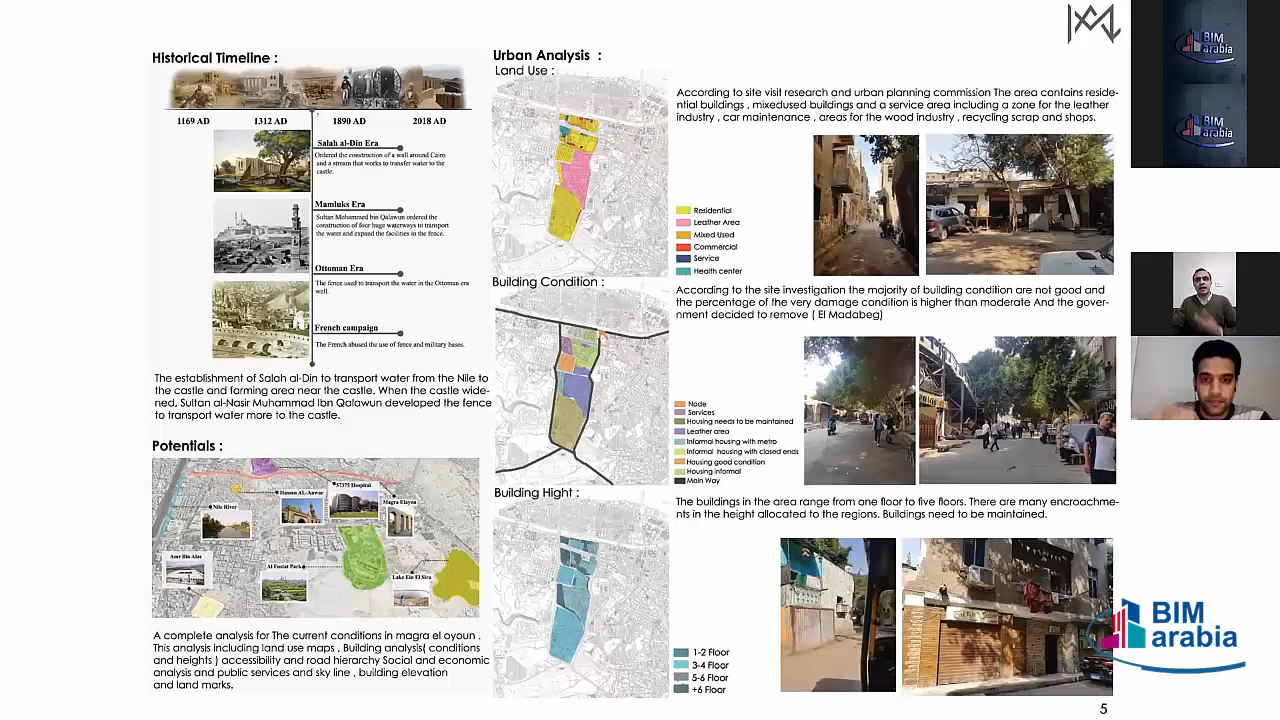 Historical Timeline :
1169 AD 1312 AD 1890 AD 2018 AD
Salah al-Din Era
Ordered the construction of a wall around Cairo
and a stream that works to transfer water to the
castle.
Mamluks Era
Sultan Mohammed bin Qalawun ordered the
construction of four huge waterways to transport
the water and expand the facilities in the fence.
Ottoman Era
The fence used to transport the water in the Ottoman era
well.
French campaign
The French abused the use of fence and military bases.
The establishment of Salah al-Din to transport water from the Nile to
the castle and farming area near the castle. When the castle wide-
ned, Sultan al-Nasir Muhammad Ibn Qalawun developed the fence
to transport water more to the castle.
Potentials :
57375 Hospital
Hassan AL-Anwar
Magra Elayon
Nile River
Amr Bin Alas
Al Fustat Park
Lake Ein El Sira
A complete analysis for The current conditions in magra el oyoun .
This analysis including land use maps , Building analysis( conditions
and heights ) accessibility and road hierarchy Social and economic
analysis and public services and sky line , building elevation
and land marks.
Urban Analysis :
Land Use :
According to site visit research and urban planning commission The area contains reside-
ntial buildings , mixedused buildings and a service area including a zone for the leather
industry , car maintenance , areas for the wood industry , recycling scrap and shops.
Residential
Leather Area
Mixed Used
Commercial
Service
Health center
Building Condition :
According to the site investigation the majority of building condition are not good and
the percentage of the very damage condition is higher than moderate And the gover-
nment decided to remove ( El Madabeg)
Node
Services
Housing needs to be maintained
Leather area
Informal housing with metro
Informal housing with closed ends
Housing good condition
Housing informal
Main Way
Building Hight :
The buildings in the area range from one floor to five floors. There are many encroachme-
nts in the height allocated to the regions. Buildings need to be maintained.
1-2 Floor
3-4 Floor
5-6 Floor
+6 Floor
BIM
arabia
BIM
arabia
BIM
arabia
5